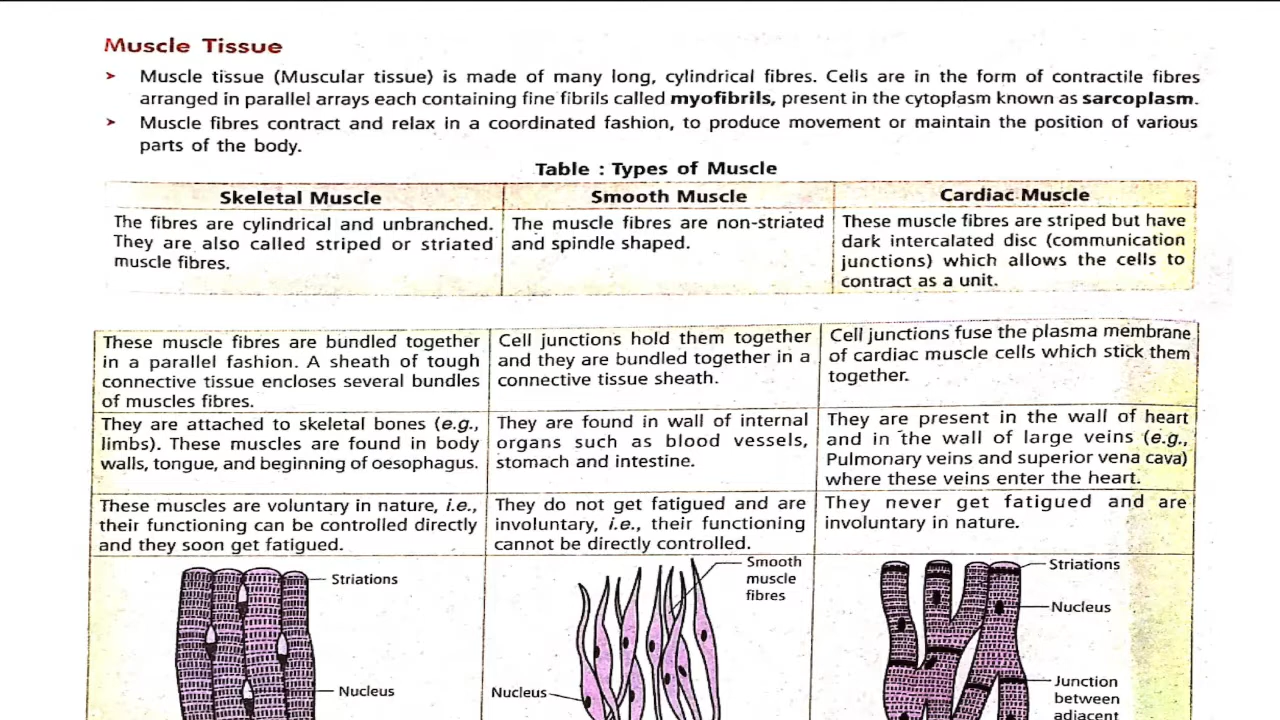 Muscle Tissue
➤ Muscle tissue (Muscular tissue) is made of many long, cylindrical fibres. Cells are in the form of contractile fibres
arranged in parallel arrays each containing fine fibrils called myofibrils, present in the cytoplasm known as sarcoplasm.
➤ Muscle fibres contract and relax in a coordinated fashion, to produce movement or maintain the position of various
parts of the body.
Table : Types of Muscle
Skeletal Muscle
The fibres are cylindrical and unbranched.
They are also called striped or striated
muscle fibres.
Smooth Muscle
The muscle fibres are non-striated
and spindle shaped.
Cardiac Muscle
These muscle fibres are striped but have
dark intercalated disc (communication
junctions) which allows the cells to
contract as a unit.
These muscle fibres are bundled together
in a parallel fashion. A sheath of tough
connective tissue encloses several bundles
of muscles fibres.
Cell junctions hold them together
and they are bundled together in a
connective tissue sheath.
Cell junctions fuse the plasma membrane
of cardiac muscle cells which stick them
together.
They are attached to skeletal bones (e.g.,
limbs). These muscles are found in body
walls, tongue, and beginning of oesophagus.
They are found in wall of internal
organs such as blood vessels,
stomach and intestine.
They are present in the wall of heart
and in the wall of large veins (e.g.,
Pulmonary veins and superior vena cava)
where these veins enter the heart.
These muscles are voluntary in nature, i.e.,
their functioning can be controlled directly
and they soon get fatigued.
They do not get fatigued and are
involuntary, i.e., their functioning
cannot be directly controlled.
They never get fatigued and are
involuntary in nature.
Striations
Nucleus
Smooth
muscle
fibres
Nucleus
Striations
Nucleus
Junction
between
adjacent